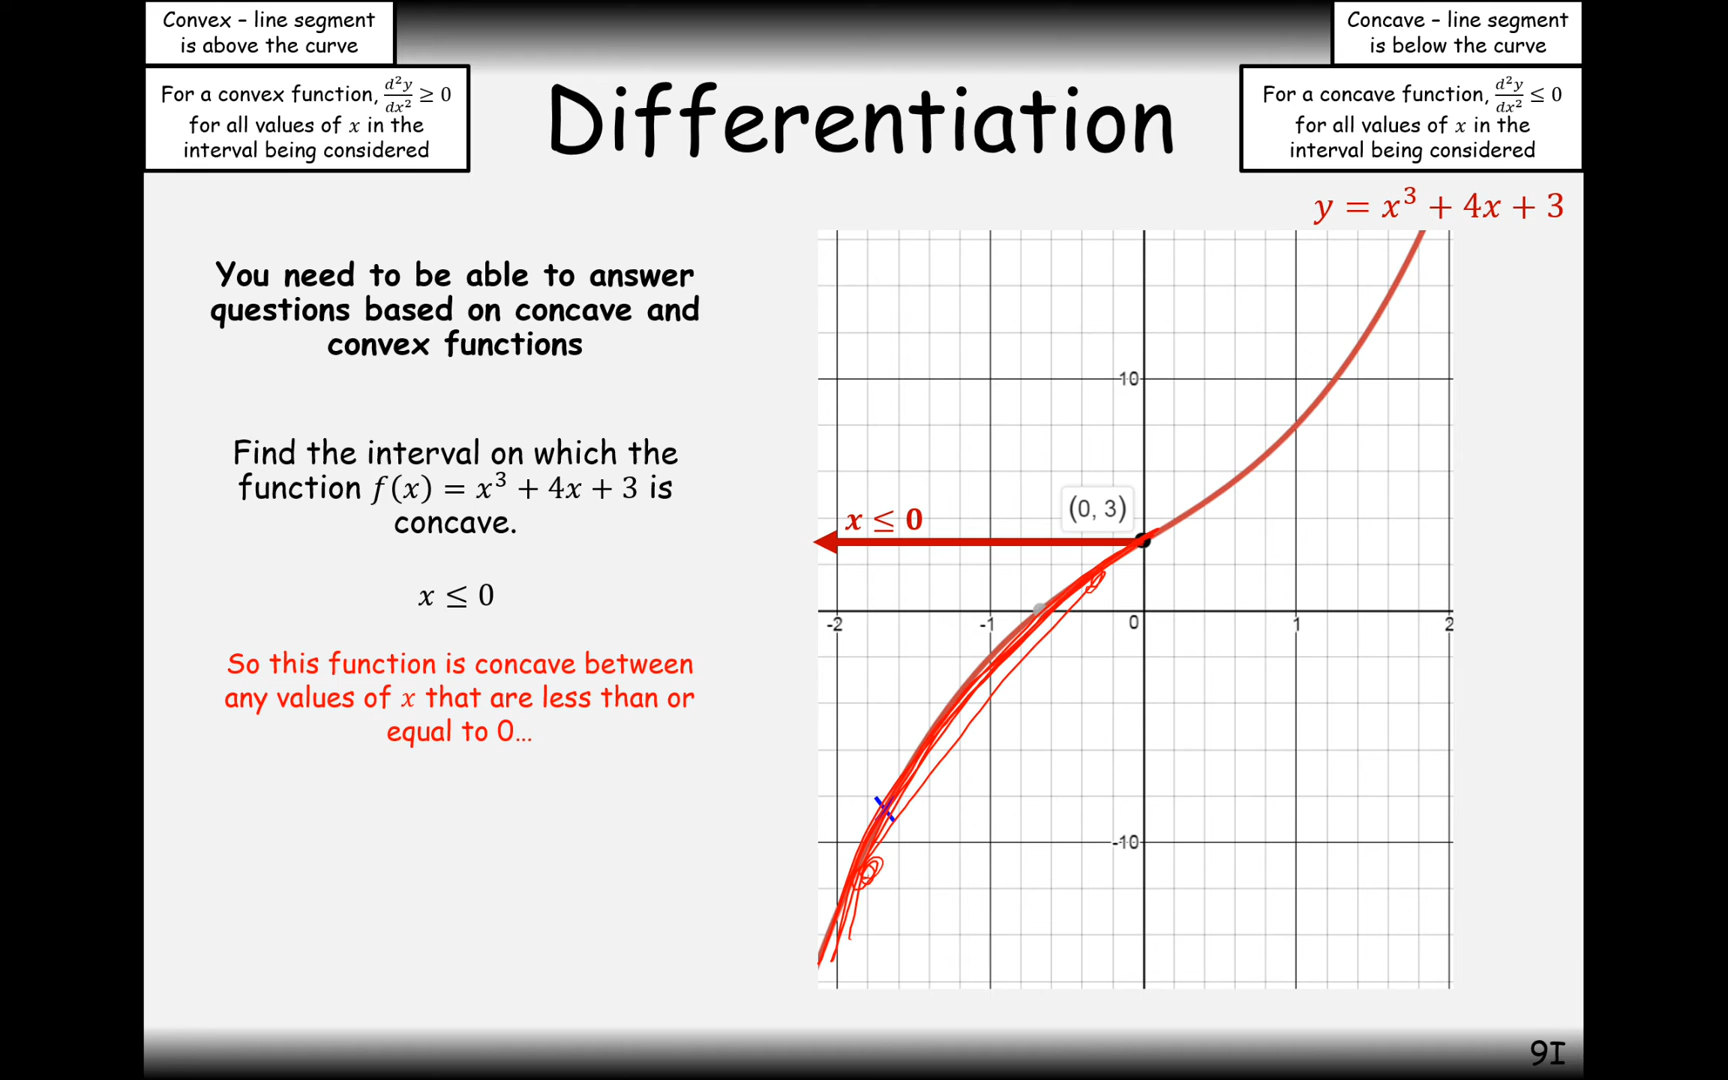 Convex – line segment
is above the curve
Concave – line segment
is below the curve
For a convex function, d²y/dx² ≥ 0
for all values of x in the
interval being considered
Differentiation
For a concave function, d²y/dx² ≤ 0
for all values of x in the
interval being considered
y = x³ + 4x + 3
You need to be able to answer
questions based on concave and
convex functions
Find the interval on which the
function f(x) = x³ + 4x + 3 is
concave.
x ≤ 0
So this function is concave between
any values of x that are less than or
equal to 0...
10
(0, 3)
x ≤ 0
-2 -1 0 1 2
-10
9I